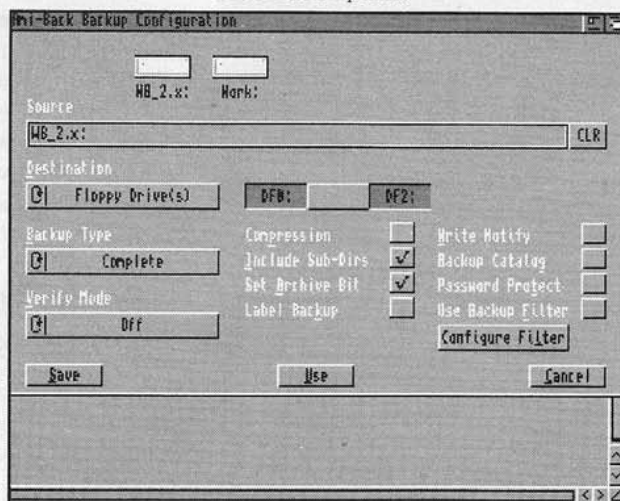 Ami-Back Backup Configuration
WB_2.x: Work:
Source
WB_2.x: CLR
Destination
Floppy Drive(s) DF0: DF2:
Backup Type Compression Write Notify
Complete Include Sub-Dirs Backup Catalog
Set Archive Bit Password Protect
Verify Mode Label Backup Use Backup Filter
Off Configure Filter
Save Use Cancel